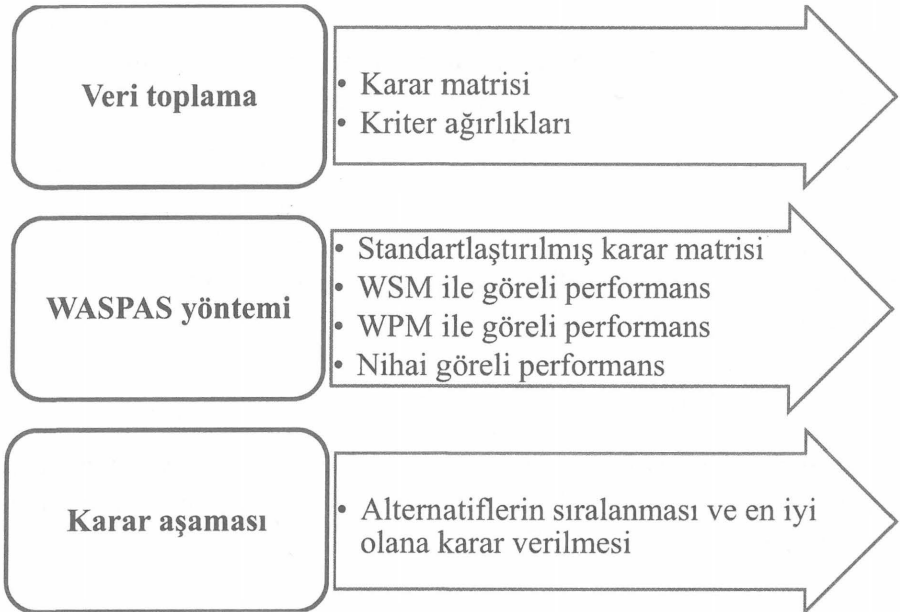 Veri toplama
• Karar matrisi
• Kriter ağırlıkları
WASPAS yöntemi
• Standartlaştırılmış karar matrisi
• WSM ile göreli performans
• WPM ile göreli performans
• Nihai göreli performans
Karar aşaması
• Alternatiflerin sıralanması ve en iyi
olana karar verilmesi